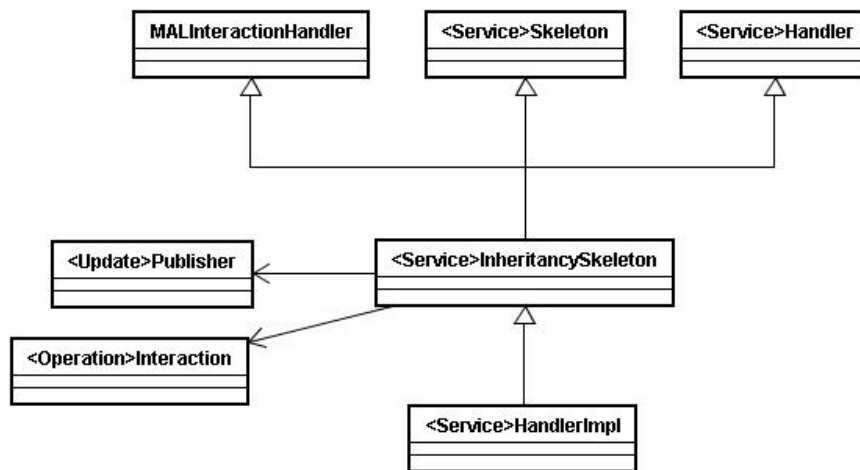 MALInteractionHandler
<Service>Skeleton
<Service>Handler
<Update>Publisher
<Service>InheritancySkeleton
<Operation>Interaction
<Service>HandlerImpl